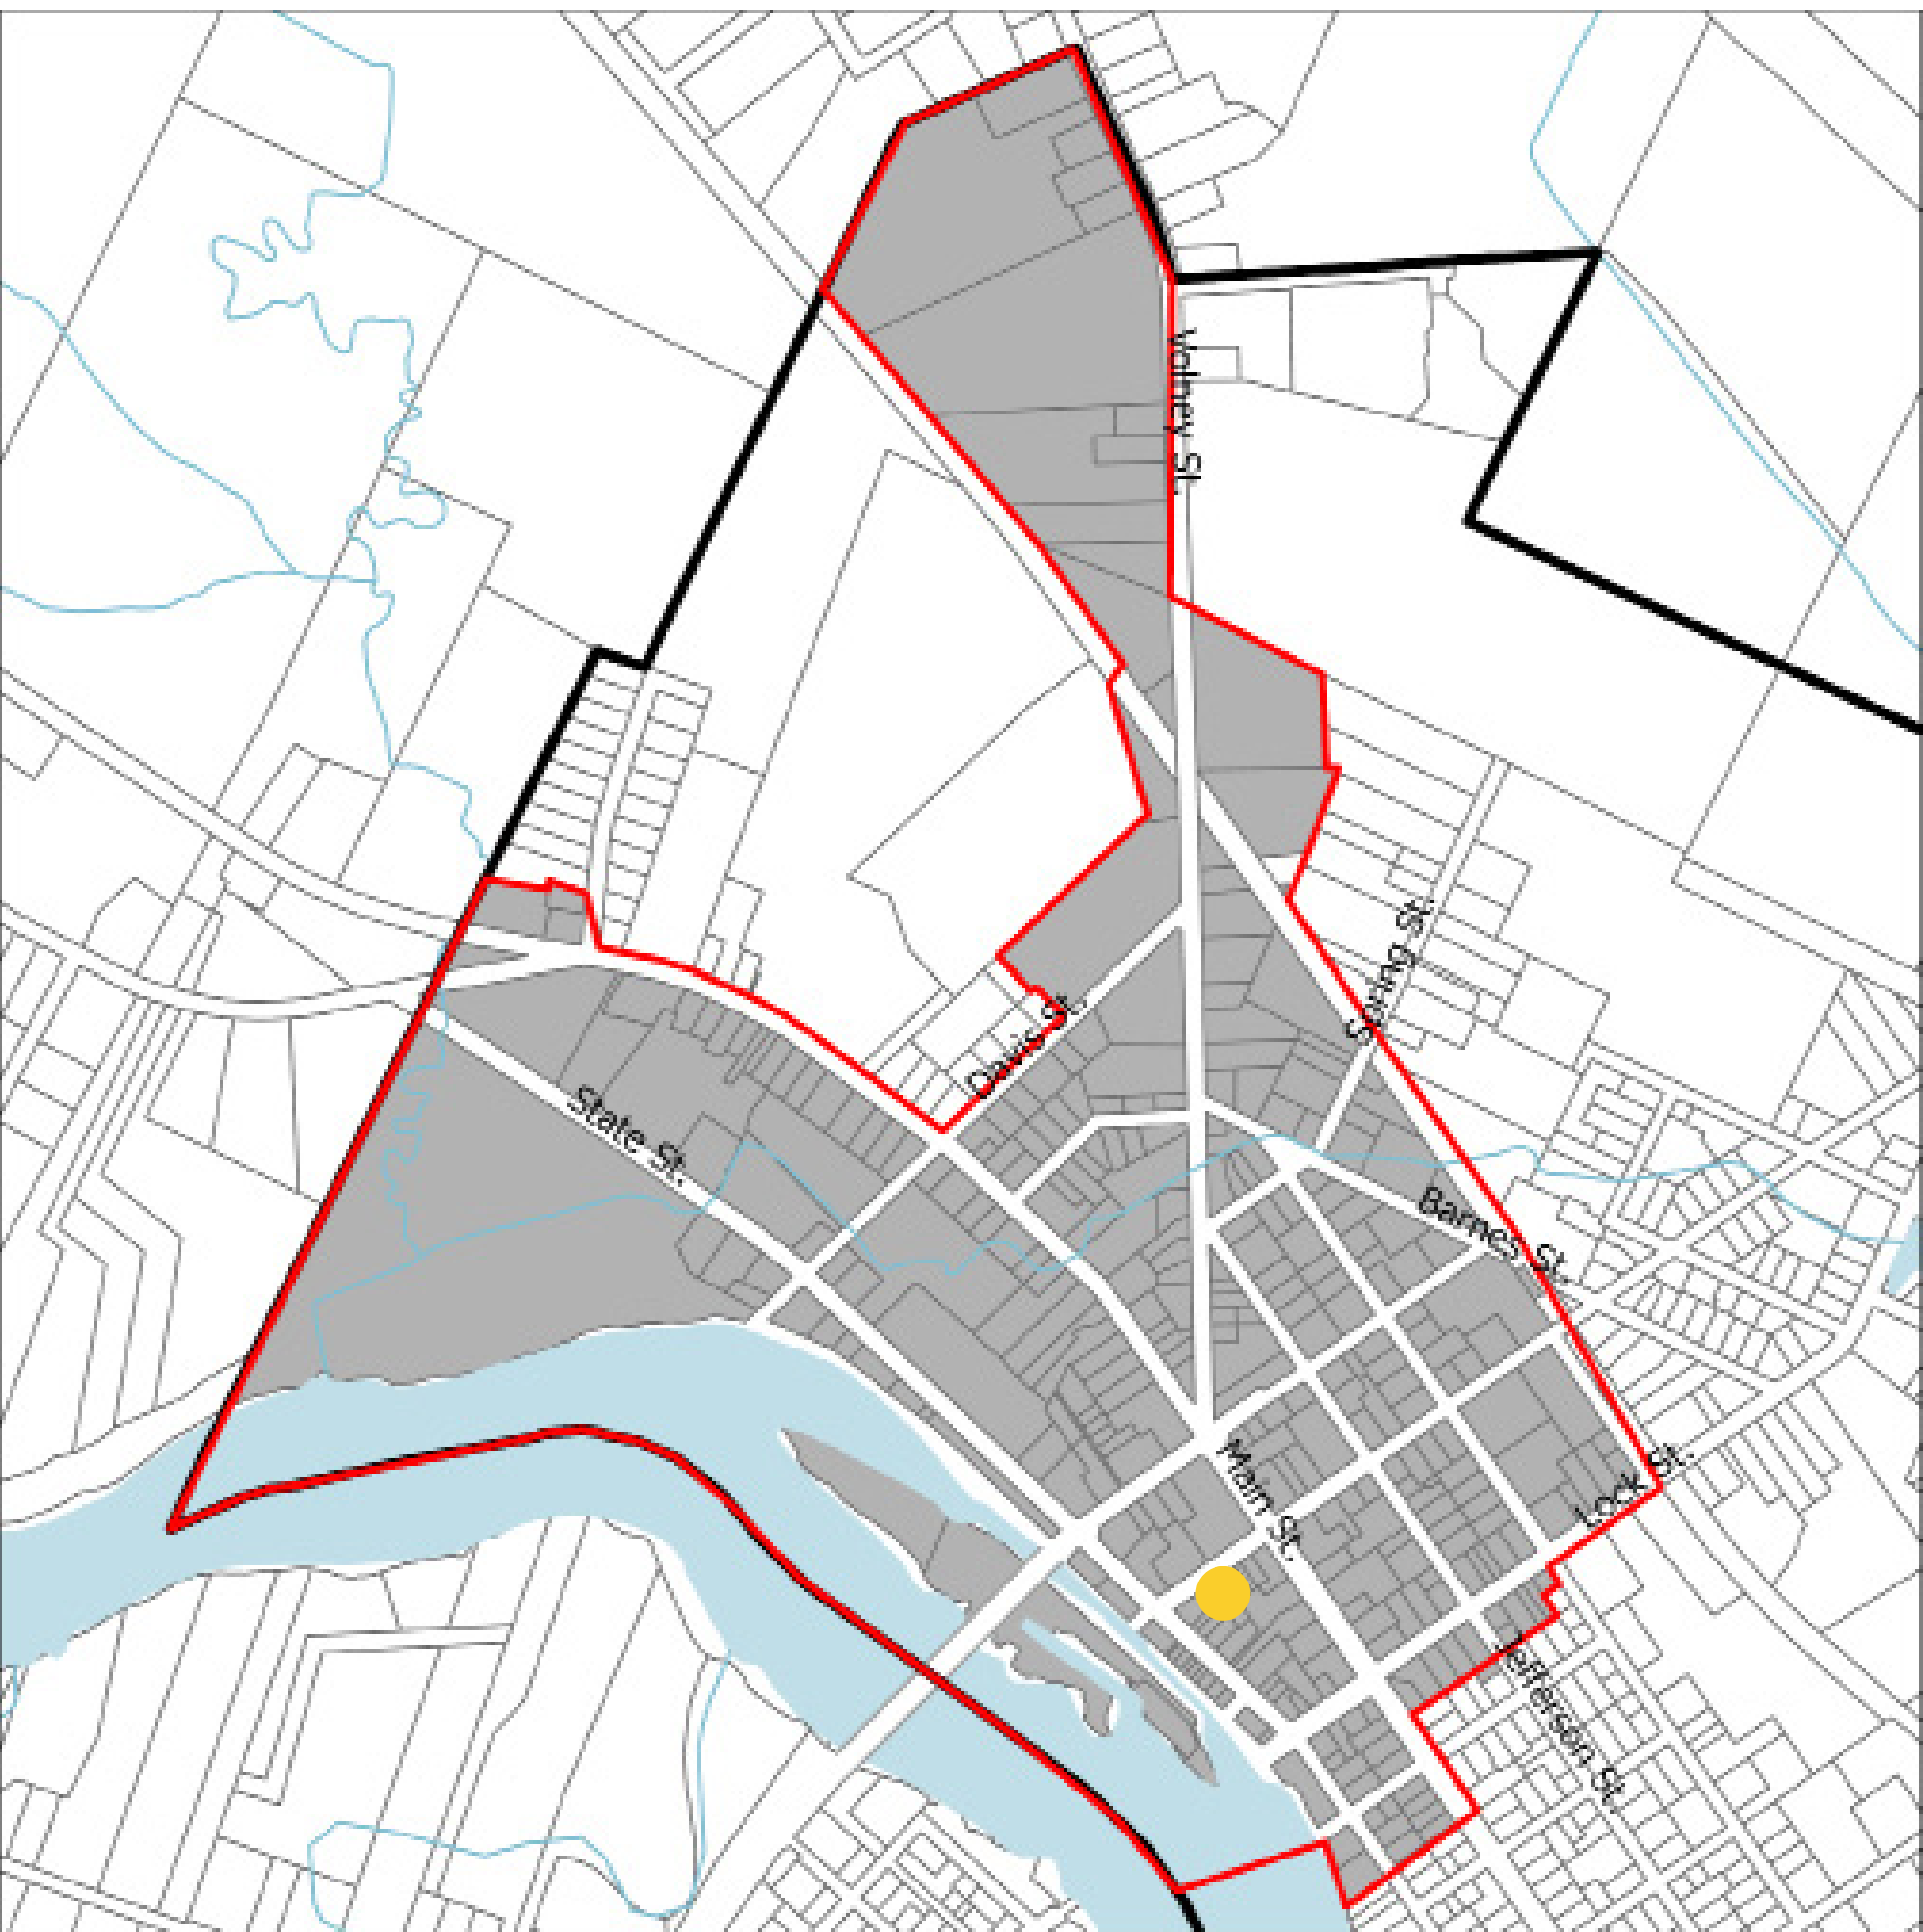 Volney St.
Spring St.
Davis St.
State St.
Barnes St.
Main St.
Lock St.
Jefferson St.